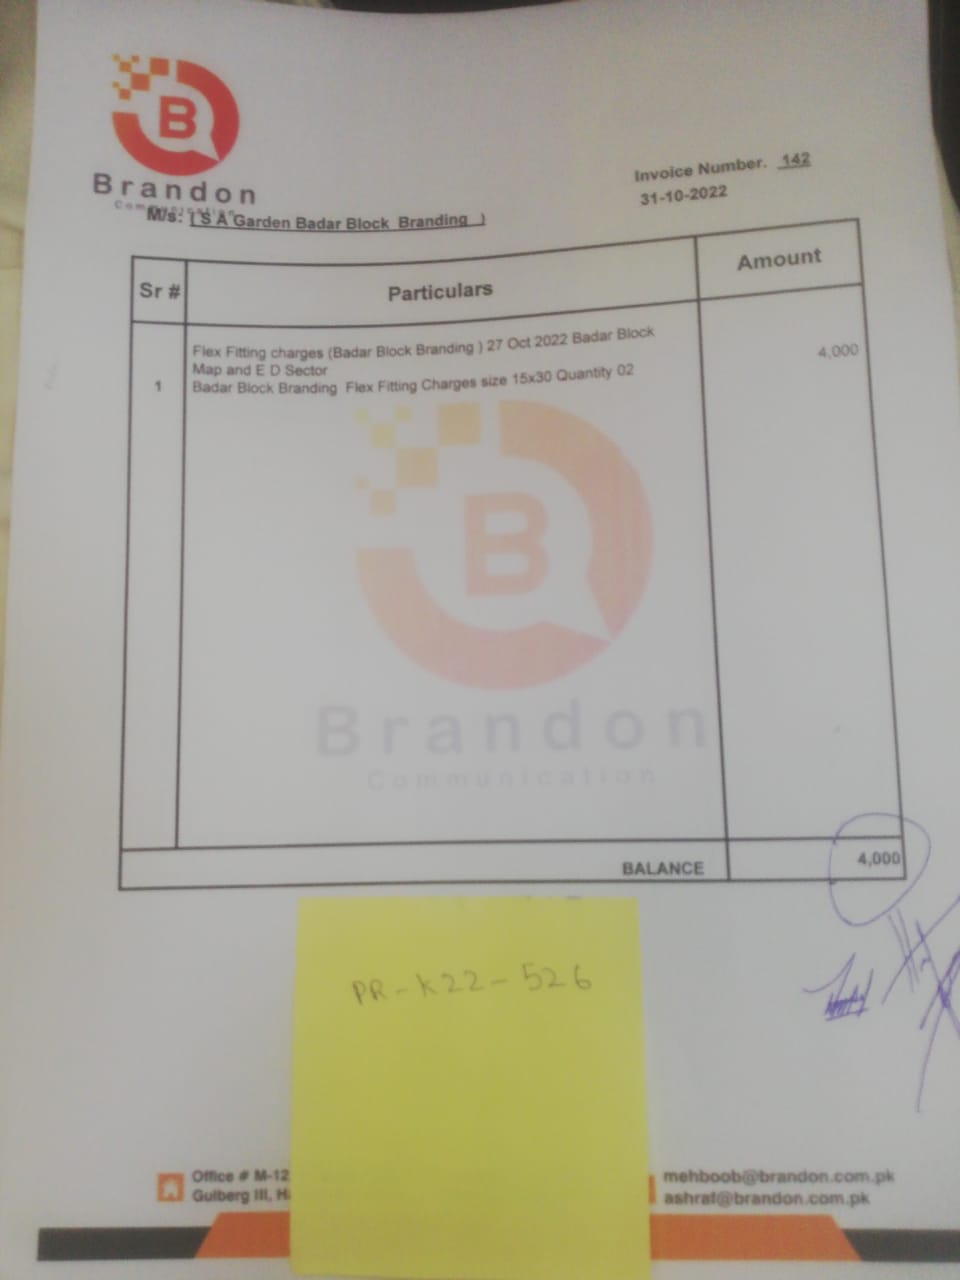 B
Brandon
Communication
Invoice Number. 142
31-10-2022
M/s: ( S A Garden Badar Block Branding )
Sr #
Particulars
Amount
1
Flex Fitting charges (Badar Block Branding ) 27 Oct 2022 Badar Block
Map and E D Sector
Badar Block Branding Flex Fitting Charges size 15x30 Quantity 02
4,000
B
Brandon
Communication
BALANCE
4,000
PR-K22-526
Office # M-12
Gulberg III, H
mehboob@brandon.com.pk
ashraf@brandon.com.pk